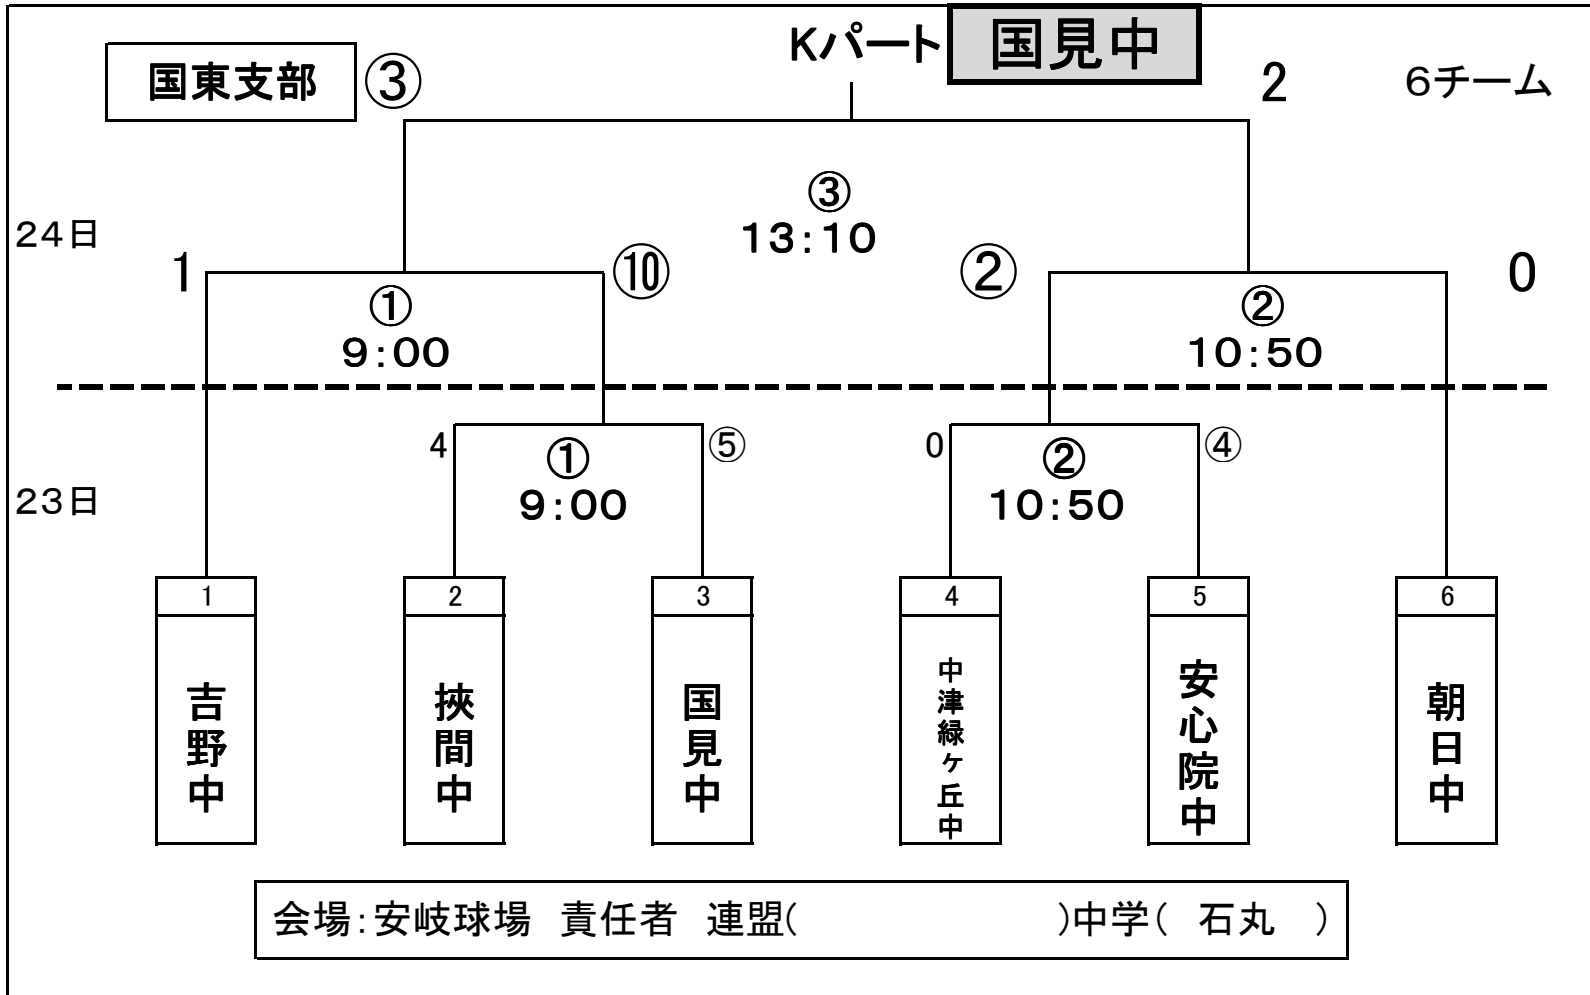 Kパート 国見中
国東支部 ③ 2 6チーム
③
13:10
24日
1 ⑩ ② 0
① ②
9:00 10:50
4 ⑤ 0 ④
① ②
23日 9:00 10:50
1 2 3 4 5 6
吉野中
挾間中
国見中
中津緑ヶ丘中
安心院中
朝日中
会場:安岐球場 責任者 連盟( )中学( 石丸 )